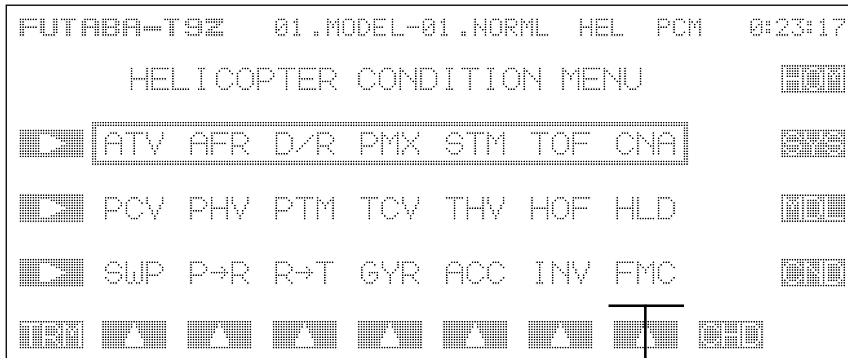 FUTABA-T9Z 01.MODEL-01.NORML HEL PCM 0:23:17
HELICOPTER CONDITION MENU HOM
ATV AFR D/R PMX STM TOF CNA SYS
PCV PHV PTM TCV THV HOF HLD MDL
SWP P→R R→T GYR ACC INV FMC CND
TRM CHD